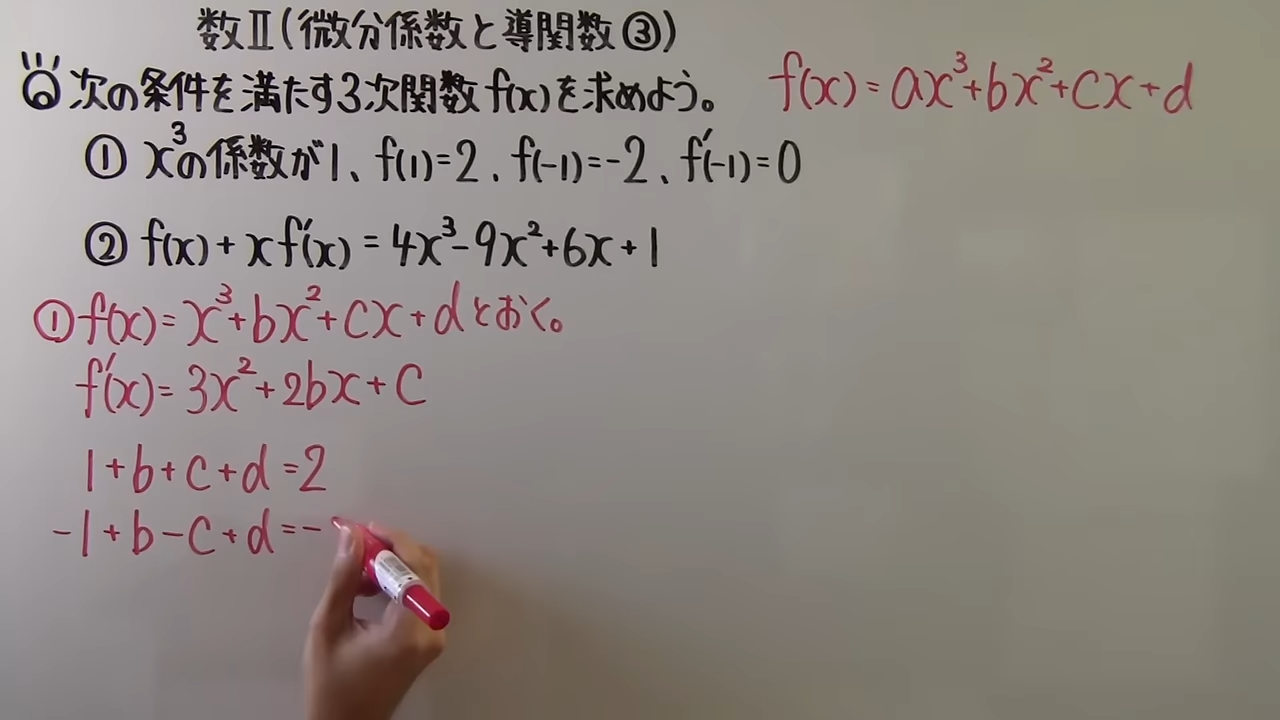 数Ⅱ(微分係数と導関数③)
Q 次の条件を満たす3次関数f(x)を求めよう。
f(x)=ax³+bx²+cx+d
① x³の係数が1、f(1)=2、f(-1)=-2、f'(-1)=0
② f(x)+xf'(x)=4x³-9x²+6x+1
① f(x)=x³+bx²+cx+dとおく。
f'(x)=3x²+2bx+c
1+b+c+d=2
-1+b-c+d=-